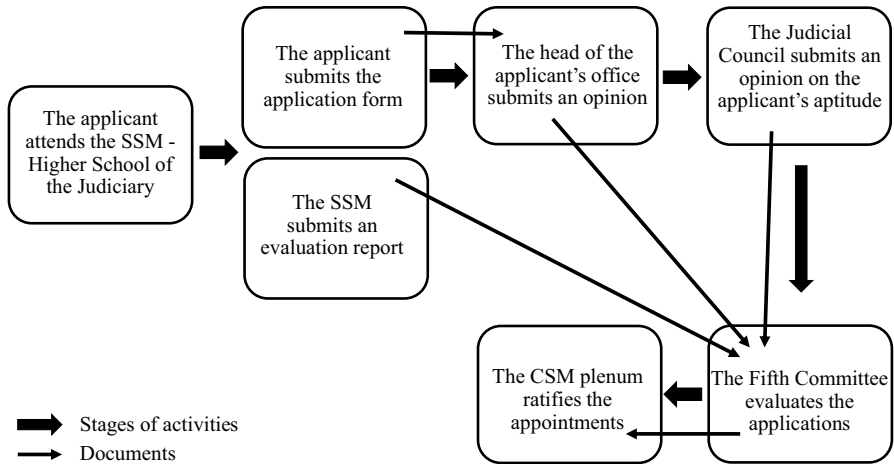 The applicant
attends the SSM -
Higher School of
the Judiciary
The applicant
submits the
application form
The SSM
submits an
evaluation report
The head of the
applicant’s office
submits an opinion
The Judicial
Council submits an
opinion on the
applicant’s aptitude
The Fifth Committee
evaluates the
applications
The CSM plenum
ratifies the
appointments
Stages of activities
Documents